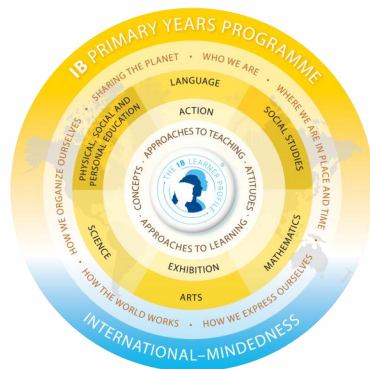 IB PRIMARY YEARS PROGRAMME
SHARING THE PLANET • WHO WE ARE • WHERE WE ARE IN PLACE AND TIME • HOW WE EXPRESS OURSELVES • HOW THE WORLD WORKS • HOW WE ORGANIZE OURSELVES •
LANGUAGE
SOCIAL STUDIES
MATHEMATICS
ARTS
SCIENCE
PHYSICAL, SOCIAL AND
PERSONAL EDUCATION
ACTION
EXHIBITION
APPROACHES TO TEACHING · ATTITUDES · APPROACHES TO LEARNING · CONCEPTS ·
THE IB LEARNER PROFILE
INTERNATIONAL–MINDEDNESS